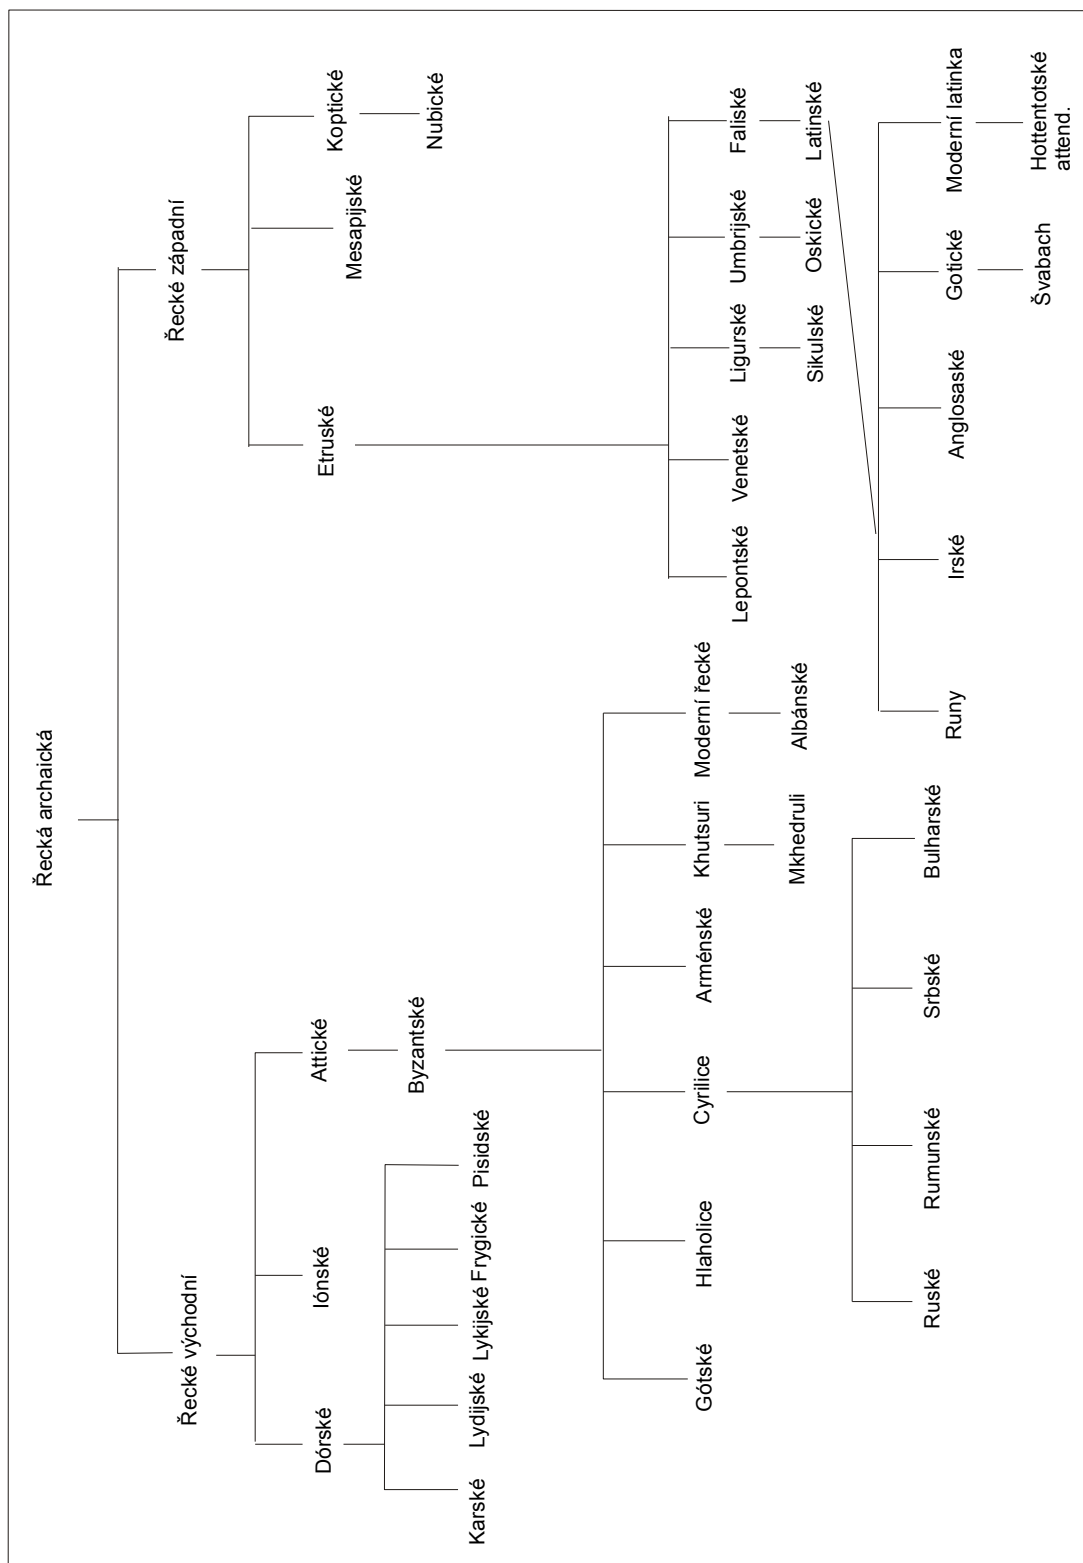 Řecká archaická
Řecké východní
Řecké západní
Dórské
Iónské
Attické
Etruské
Mesapijské
Koptické
Byzantské
Nubické
Karské
Lydijské
Lykijské
Frygické
Pisidské
Gótské
Hlaholice
Cyrilice
Arménské
Khutsuri
Moderní řecké
Lepontské
Venetské
Ligurské
Umbrijské
Faliské
Mkhedruli
Albánské
Sikulské
Oskické
Latinské
Ruské
Rumunské
Srbské
Bulharské
Runy
Irské
Anglosaské
Gotické
Moderní latinka
Švabach
Hottentotské
attend.